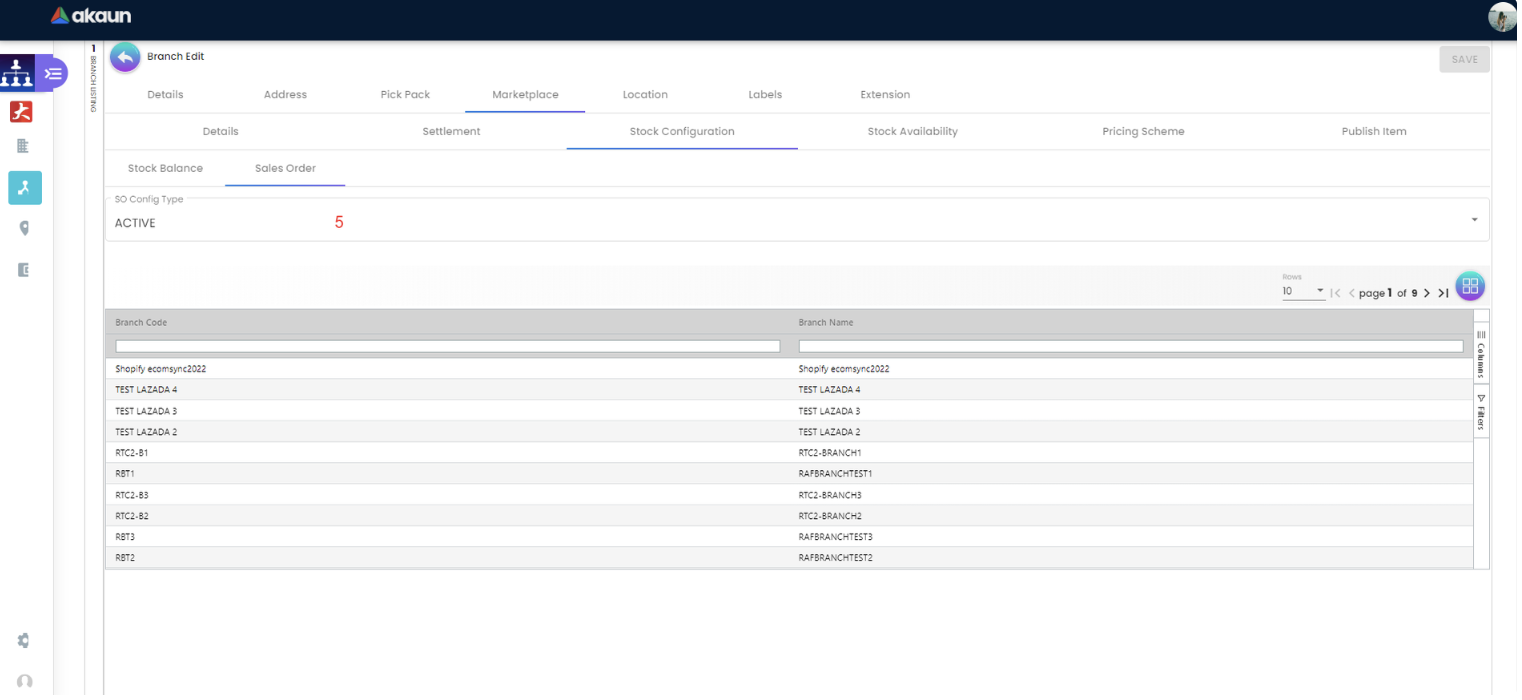 akaun
1 BRANCH LISTING
Branch Edit
SAVE
Details Address Pick Pack Marketplace Location Labels Extension
Details Settlement Stock Configuration Stock Availability Pricing Scheme Publish Item
Stock Balance Sales Order
SO Config Type
ACTIVE 5
Rows
10 page 1 of 9
Branch Code Branch Name
Shopify ecomsync2022 Shopify ecomsync2022
TEST LAZADA 4 TEST LAZADA 4
TEST LAZADA 3 TEST LAZADA 3
TEST LAZADA 2 TEST LAZADA 2
RTC2-B1 RTC2-BRANCH1
RBT1 RAFBRANCHTEST1
RTC2-B3 RTC2-BRANCH3
RTC2-B2 RTC2-BRANCH2
RBT3 RAFBRANCHTEST3
RBT2 RAFBRANCHTEST2
Columns
Filters